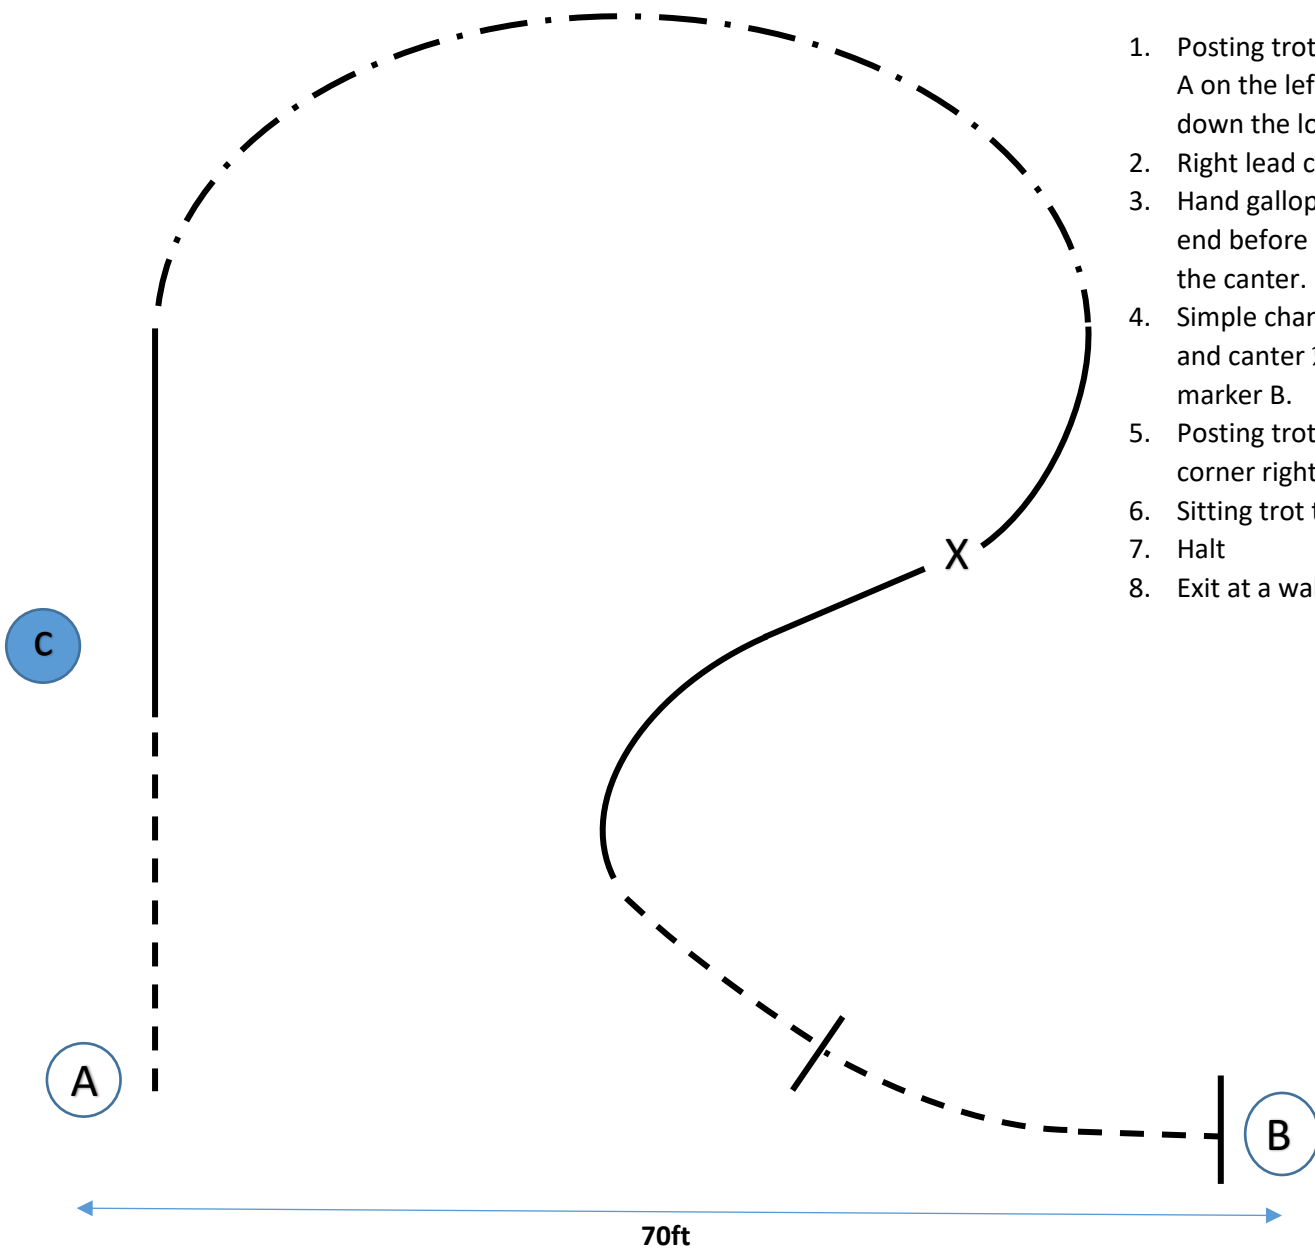 1. Posting trot
A on the lef
down the lo
2. Right lead c
3. Hand gallop
end before
the canter.
4. Simple chan
and canter
marker B.
5. Posting trot
corner right
6. Sitting trot t
7. Halt
8. Exit at a wal
X
C
A
B
70ft